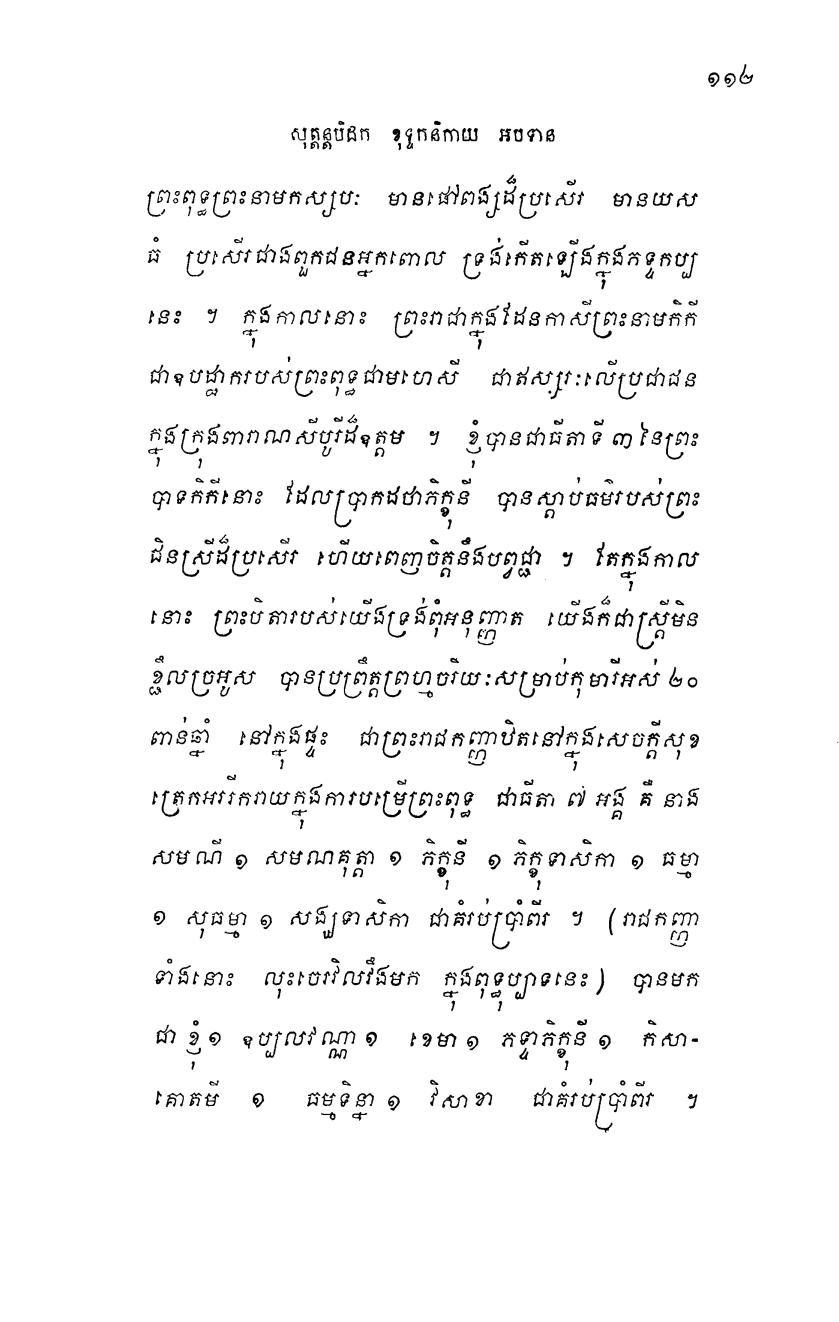 ១១២
សុត្តន្តបិដក ខុទ្ទកនិកាយ អបទាន
ព្រះពុទ្ធព្រះនាមកស្សបៈ មានផៅពង្សដ៏ប្រសើរ មានយស
ធំ ប្រសើរជាងពួកជនអ្នកពោល ទ្រង់កើតឡើងក្នុងភទ្ទកប្ប
នេះ ។ ក្នុងកាលនោះ ព្រះរាជាក្នុងដែនកាសីព្រះនាមកិកី
ជាឧបដ្ឋាករបស់ព្រះពុទ្ធជាមហេសី ជាឥស្សរៈលើប្រជាជន
ក្នុងក្រុងពារាណសីបូរីដ៏ឧត្តម ។ ខ្ញុំបានជាធីតាទី ៣ នៃព្រះ
បាទកិកីនោះ ដែលប្រាកដថាភិក្ខុនី បានស្តាប់ធម៌របស់ព្រះ
ជិនស្រីដ៏ប្រសើរ ហើយពេញចិត្តនឹងបព្វជ្ជា ។ តែក្នុងកាល
នោះ ព្រះបិតារបស់យើងទ្រង់ពុំអនុញ្ញាត យើងក៏ជាស្ត្រីមិន
ខ្ជិលច្រអូស បានប្រព្រឹត្តព្រហ្មចរិយៈសម្រាប់កុមារីអស់ ២០
ពាន់ឆ្នាំ នៅក្នុងផ្ទះ ជាព្រះរាជកញ្ញាឋិតនៅក្នុងសេចក្តីសុខ
ត្រេកអររីករាយក្នុងការបម្រើព្រះពុទ្ធ ជាធីតា ៧ អង្គ គឺ នាង
សមណី ១ សមណគុត្តា ១ ភិក្ខុនី ១ ភិក្ខុទាសិកា ១ ធម្មា
១ សុធម្មា ១ សង្ឃទាសិកា ជាគំរប់ប្រាំពីរ ។ (រាជកញ្ញា
ទាំងនោះ លុះចេរវិលវឹងមក ក្នុងពុទ្ធុប្បាទនេះ) បានមក
ជា ខ្ញុំ ១ ឧប្បលវណ្ណា ១ ខេមា ១ ភទ្ទាភិក្ខុនី ១ កិសា-
គោតមី ១ ធម្មទិន្នា ១ វិសាខា ជាគំរប់ប្រាំពីរ ។